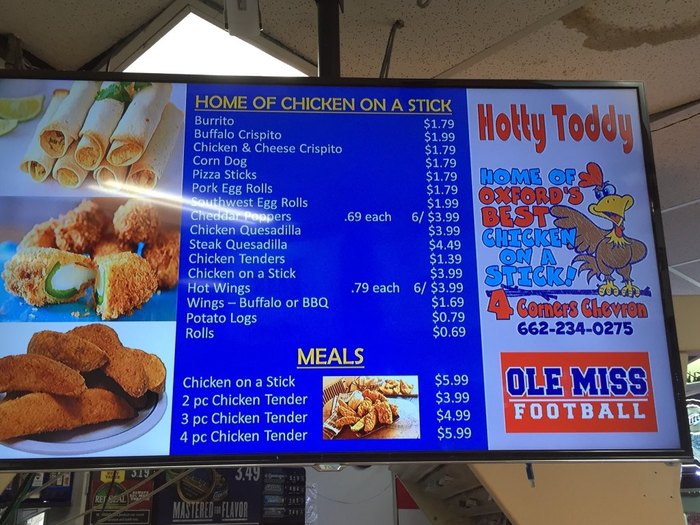 HOME OF CHICKEN ON A STICK
Burrito $1.79
Buffalo Crispito $1.99
Chicken & Cheese Crispito $1.79
Corn Dog $1.79
Pizza Sticks $1.79
Pork Egg Rolls $1.79
Southwest Egg Rolls $1.99
Cheddar Poppers .69 each 6/ $3.99
Chicken Quesadilla $3.99
Steak Quesadilla $4.49
Chicken Tenders $1.39
Chicken on a Stick $3.99
Hot Wings .79 each 6/ $3.99
Wings – Buffalo or BBQ $1.69
Potato Logs $0.79
Rolls $0.69
MEALS
Chicken on a Stick $5.99
2 pc Chicken Tender $3.99
3 pc Chicken Tender $4.99
4 pc Chicken Tender $5.99
Hotty Toddy
HOME OF
OXFORD'S
BEST
CHICKEN
ON A
STICK!
4 Corners Chevron
662-234-0275
OLE MISS
FOOTBALL
3.19
3.49
MASTERED FOR FLAVOR